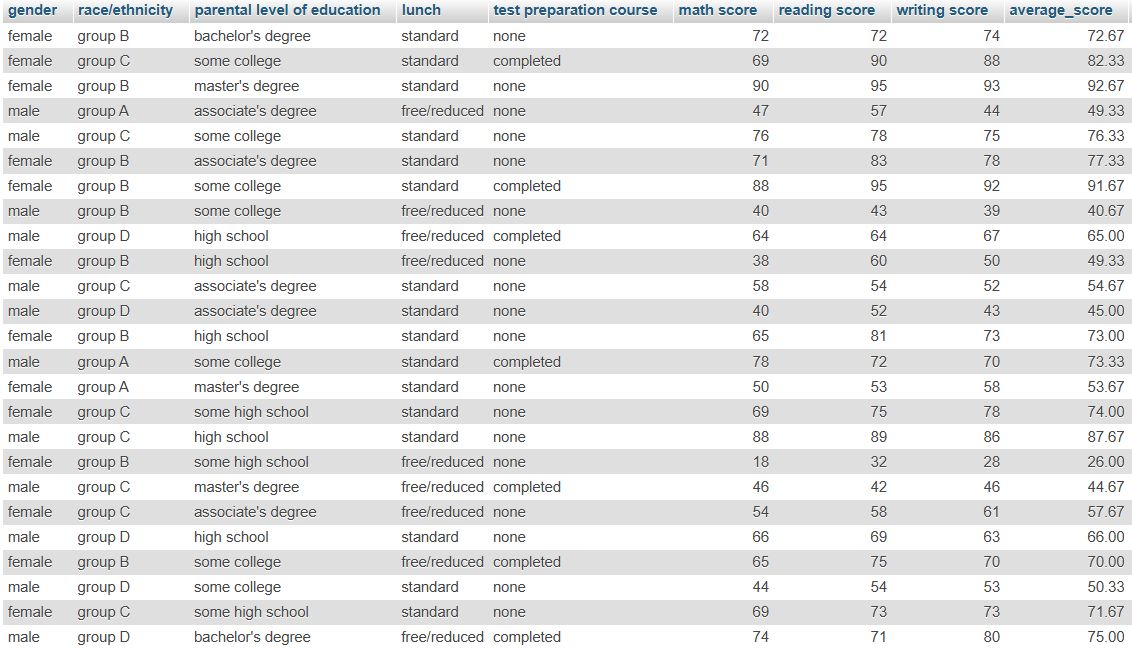 gender race/ethnicity parental level of education lunch test preparation course math score reading score writing score average_score
female group B bachelor's degree standard none 72 72 74 72.67
female group C some college standard completed 69 90 88 82.33
female group B master's degree standard none 90 95 93 92.67
male group A associate's degree free/reduced none 47 57 44 49.33
male group C some college standard none 76 78 75 76.33
female group B associate's degree standard none 71 83 78 77.33
female group B some college standard completed 88 95 92 91.67
male group B some college free/reduced none 40 43 39 40.67
male group D high school free/reduced completed 64 64 67 65.00
female group B high school free/reduced none 38 60 50 49.33
male group C associate's degree standard none 58 54 52 54.67
male group D associate's degree standard none 40 52 43 45.00
female group B high school standard none 65 81 73 73.00
male group A some college standard completed 78 72 70 73.33
female group A master's degree standard none 50 53 58 53.67
female group C some high school standard none 69 75 78 74.00
male group C high school standard none 88 89 86 87.67
female group B some high school free/reduced none 18 32 28 26.00
male group C master's degree free/reduced completed 46 42 46 44.67
female group C associate's degree free/reduced none 54 58 61 57.67
male group D high school standard none 66 69 63 66.00
female group B some college free/reduced completed 65 75 70 70.00
male group D some college standard none 44 54 53 50.33
female group C some high school standard none 69 73 73 71.67
male group D bachelor's degree free/reduced completed 74 71 80 75.00